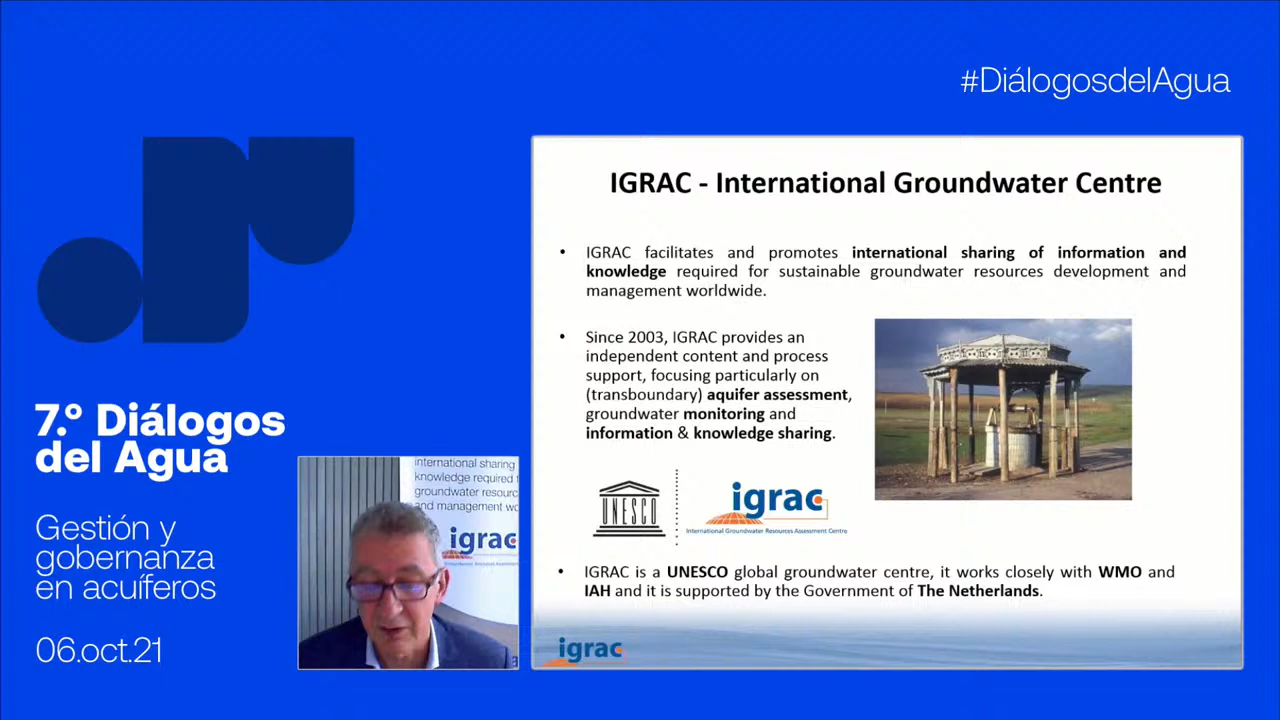 #DiálogosdelAgua
7.º Diálogos
del Agua
Gestión y
gobernanza
en acuíferos
06.oct.21
international sharing
knowledge required
groundwater resourc
and management wo
igrac
IGRAC - International Groundwater Centre
• IGRAC facilitates and promotes international sharing of information and
knowledge required for sustainable groundwater resources development and
management worldwide.
• Since 2003, IGRAC provides an
independent content and process
support, focusing particularly on
(transboundary) aquifer assessment,
groundwater monitoring and
information & knowledge sharing.
UNESCO
igrac
International Groundwater Resources Assessment Centre
• IGRAC is a UNESCO global groundwater centre, it works closely with WMO and
IAH and it is supported by the Government of The Netherlands.
igrac